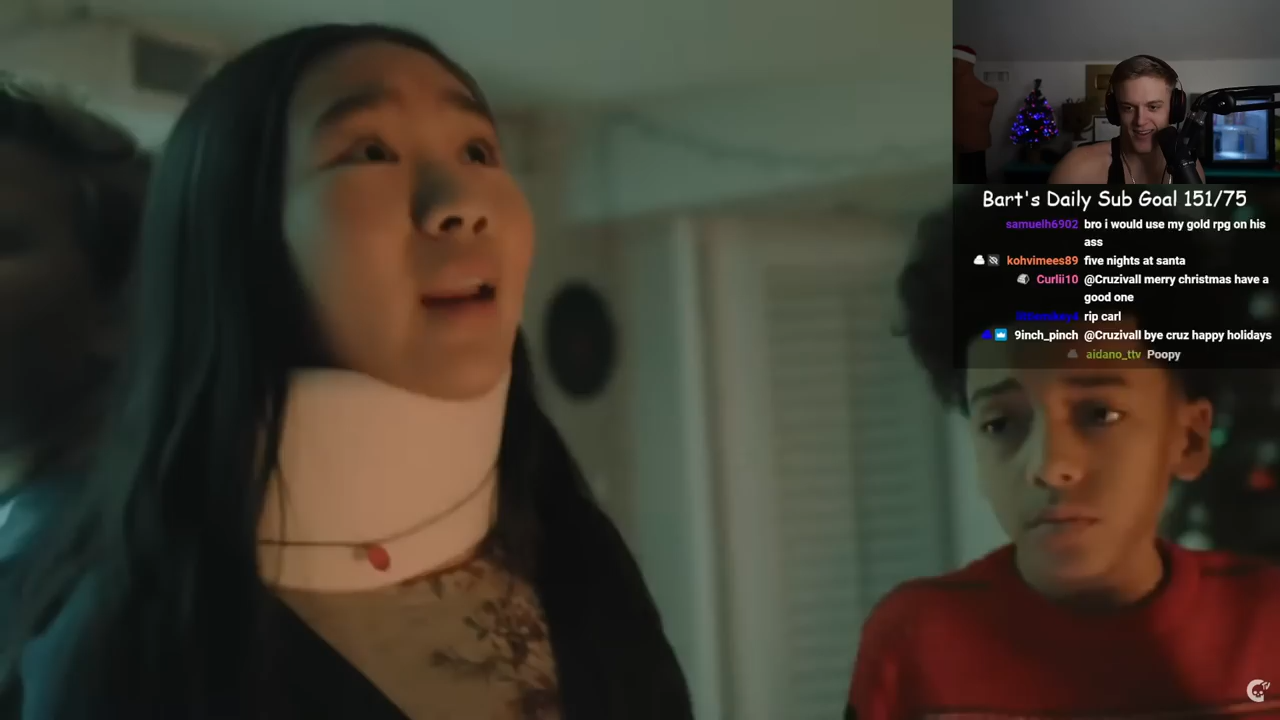 Bart's Daily Sub Goal 151/75
samuelh6902 bro i would use my gold rpg on his
ass
kohvimees89 five nights at santa
Curlii10 @Cruzivall merry christmas have a
good one
rip carl
9inch_pinch @Cruzivall bye cruz happy holidays
aidano_ttv Poopy